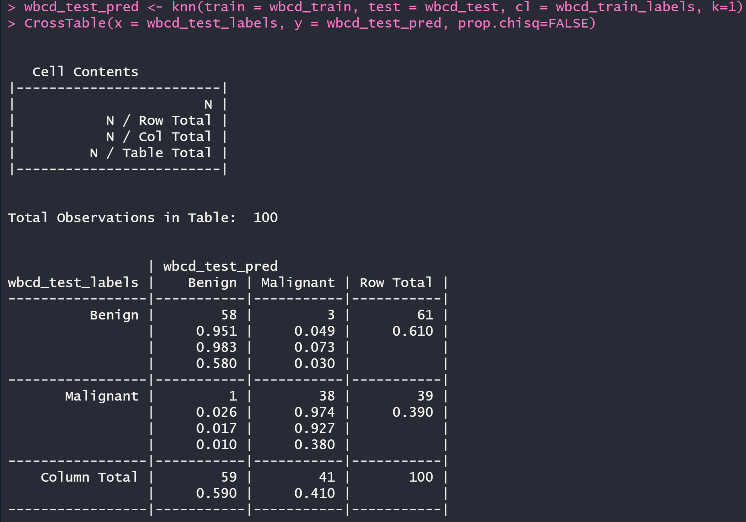 > wbcd_test_pred <- knn(train = wbcd_train, test = wbcd_test, cl = wbcd_train_labels, k=1)
> CrossTable(x = wbcd_test_labels, y = wbcd_test_pred, prop.chisq=FALSE)
   Cell Contents
|-------------------------|
|                       N |
|           N / Row Total |
|           N / Col Total |
|         N / Table Total |
|-------------------------|
Total Observations in Table:  100
                 | wbcd_test_pred
wbcd_test_labels |    Benign | Malignant | Row Total |
-----------------|-----------|-----------|-----------|
          Benign |        58 |         3 |        61 |
                 |     0.951 |     0.049 |     0.610 |
                 |     0.983 |     0.073 |           |
                 |     0.580 |     0.030 |           |
-----------------|-----------|-----------|-----------|
       Malignant |         1 |        38 |        39 |
                 |     0.026 |     0.974 |     0.390 |
                 |     0.017 |     0.927 |           |
                 |     0.010 |     0.380 |           |
-----------------|-----------|-----------|-----------|
    Column Total |        59 |        41 |       100 |
                 |     0.590 |     0.410 |           |
-----------------|-----------|-----------|-----------|